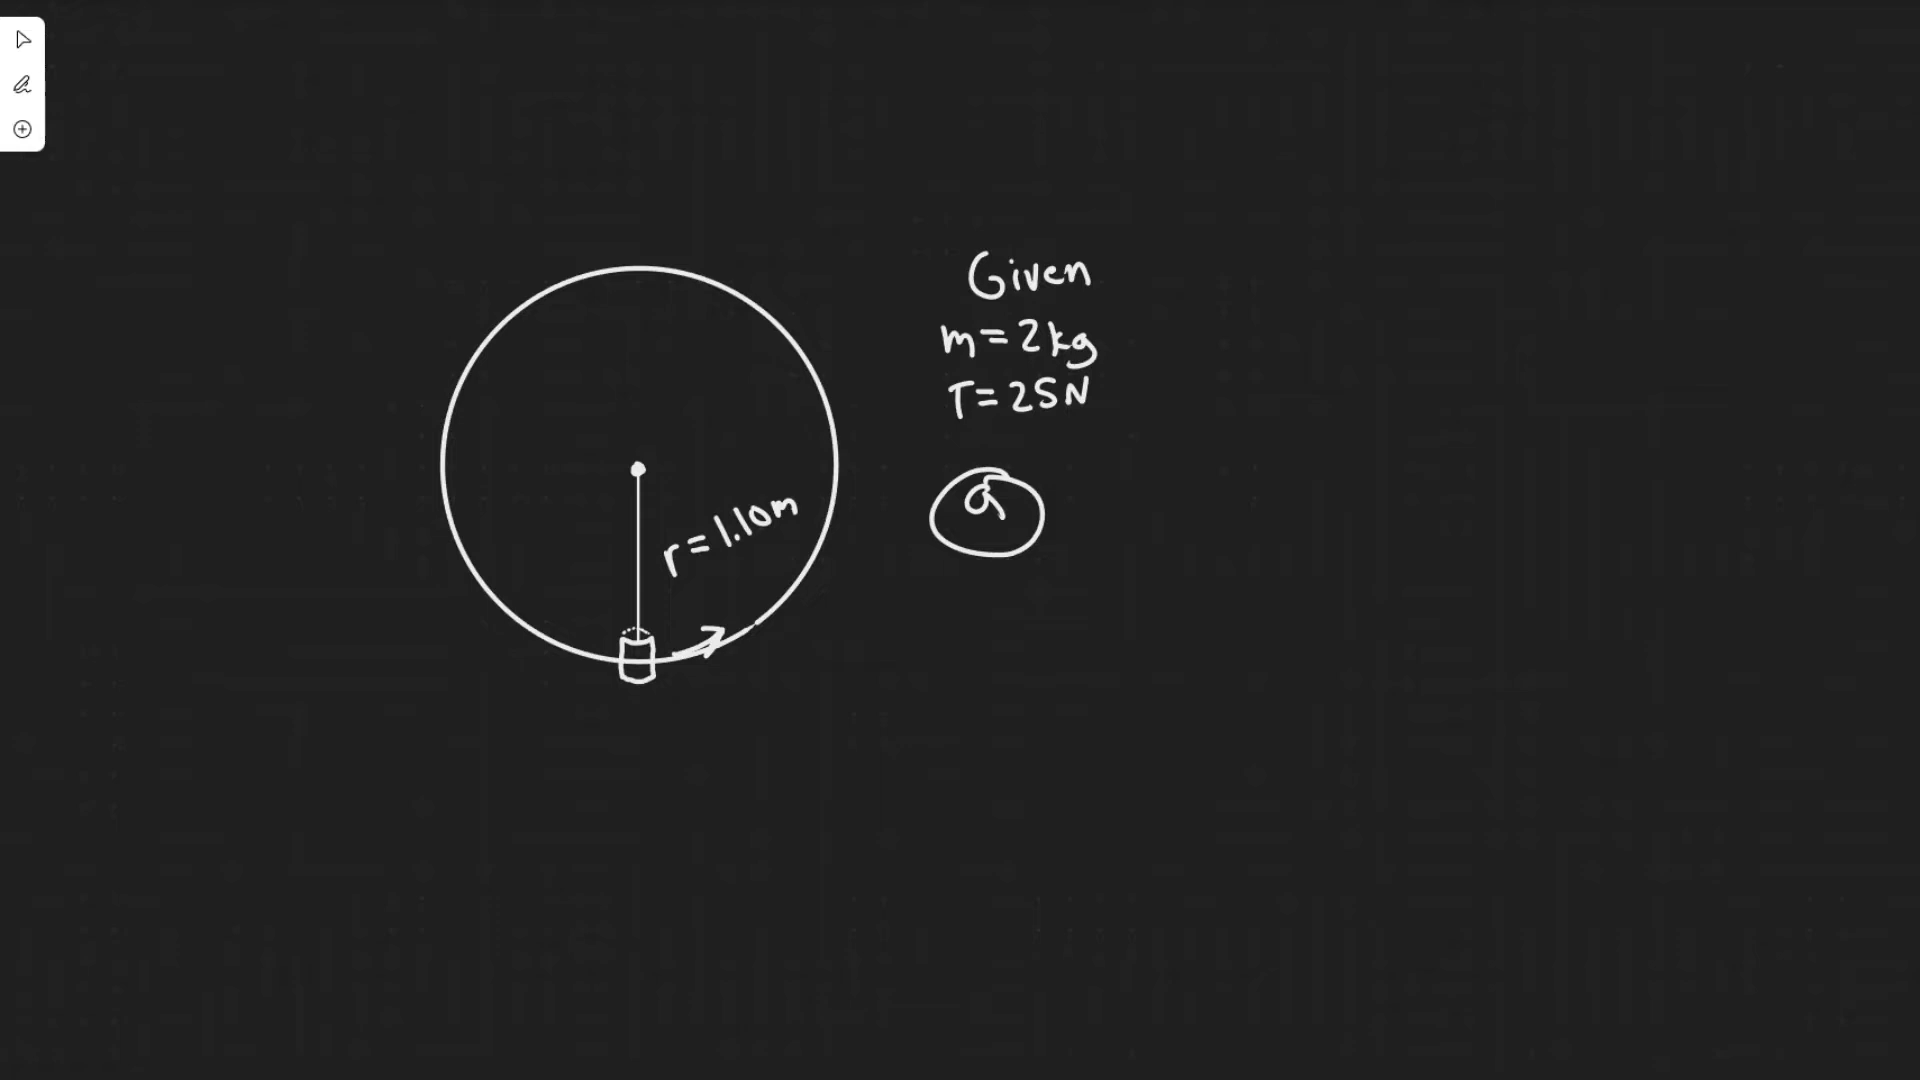 Given
m = 2kg
T = 25N
a
r = 1.10m